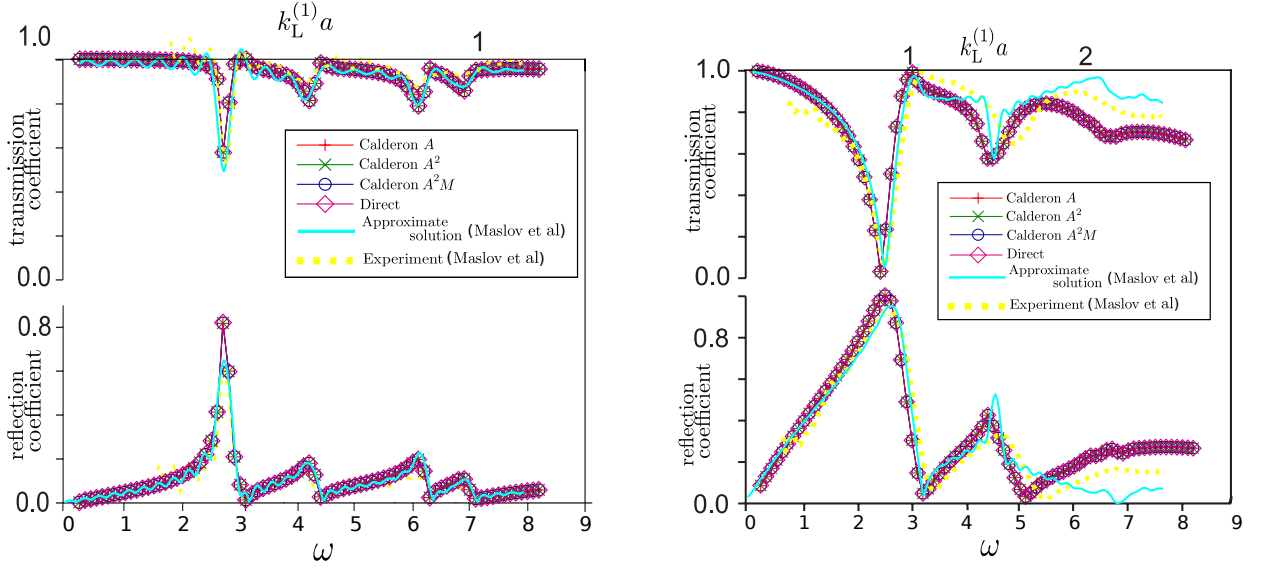 k_L^(1) a
1
1.0
0.0
transmission
coefficient
Calderon A
Calderon A²
Calderon A²M
Direct
Approximate
solution (Maslov et al)
Experiment (Maslov et al)
0.8
0.0
reflection
coefficient
0 1 2 3 4 5 6 7 8 9
ω
1 k_L^(1) a 2
1.0
0.0
transmission
coefficient
Calderon A
Calderon A²
Calderon A²M
Direct
Approximate
solution (Maslov et al)
Experiment (Maslov et al)
0.8
0.0
reflection
coefficient
0 1 2 3 4 5 6 7 8 9
ω